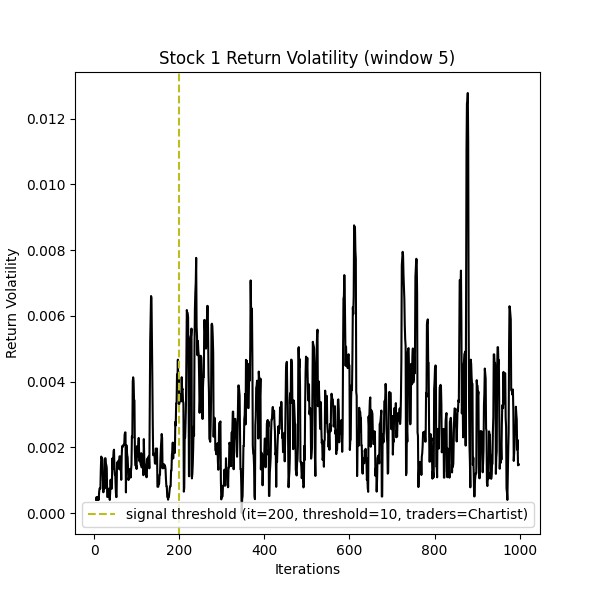 Stock 1 Return Volatility (window 5)
Return Volatility
0.012
0.010
0.008
0.006
0.004
0.002
0.000
signal threshold (it=200, threshold=10, traders=Chartist)
0 200 400 600 800 1000
Iterations